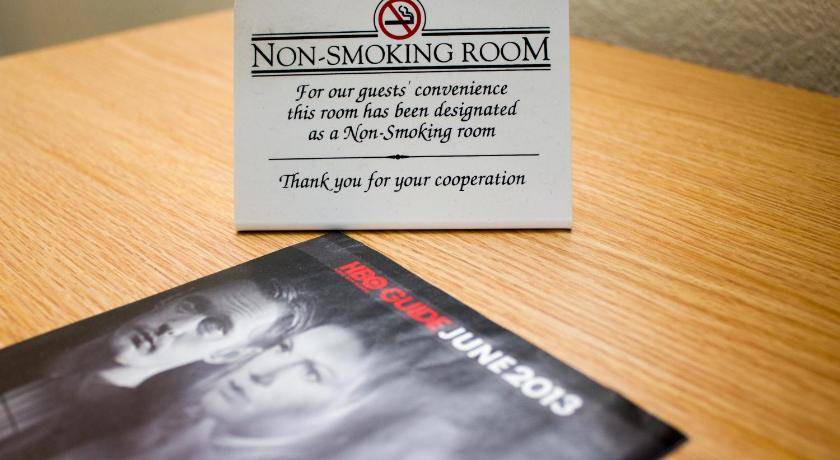 NON-SMOKING ROOM
For our guests' convenience
this room has been designated
as a Non-Smoking room
Thank you for your cooperation
HBO GUIDE JUNE 2013